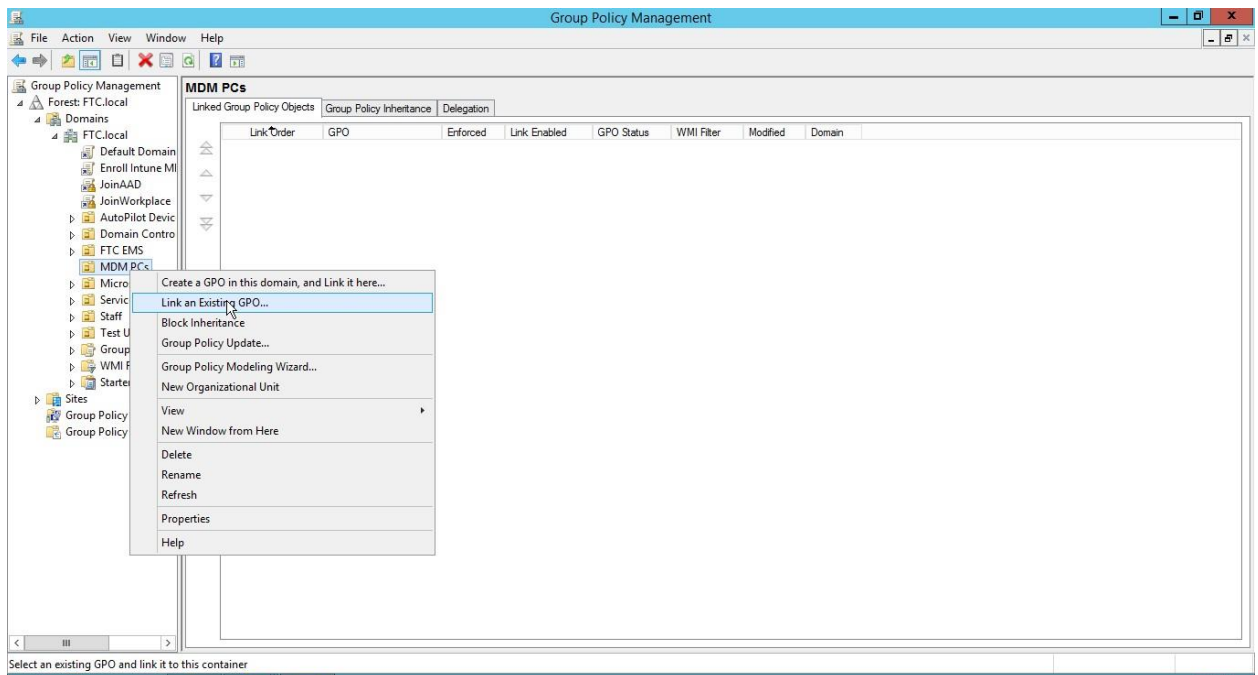 Group Policy Management
File Action View Window Help
Group Policy Management
Forest: FTC.local
Domains
FTC.local
Default Domain
Enroll Intune MI
JoinAAD
JoinWorkplace
AutoPilot Devic
Domain Contro
FTC EMS
MDM PCs
Micro
Servic
Staff
Test U
Group
WMI F
Starter
Sites
Group Policy
Group Policy
MDM PCs
Linked Group Policy Objects Group Policy Inheritance Delegation
Link Order GPO Enforced Link Enabled GPO Status WMI Filter Modified Domain
Create a GPO in this domain, and Link it here...
Link an Existing GPO...
Block Inheritance
Group Policy Update...
Group Policy Modeling Wizard...
New Organizational Unit
View
New Window from Here
Delete
Rename
Refresh
Properties
Help
Select an existing GPO and link it to this container